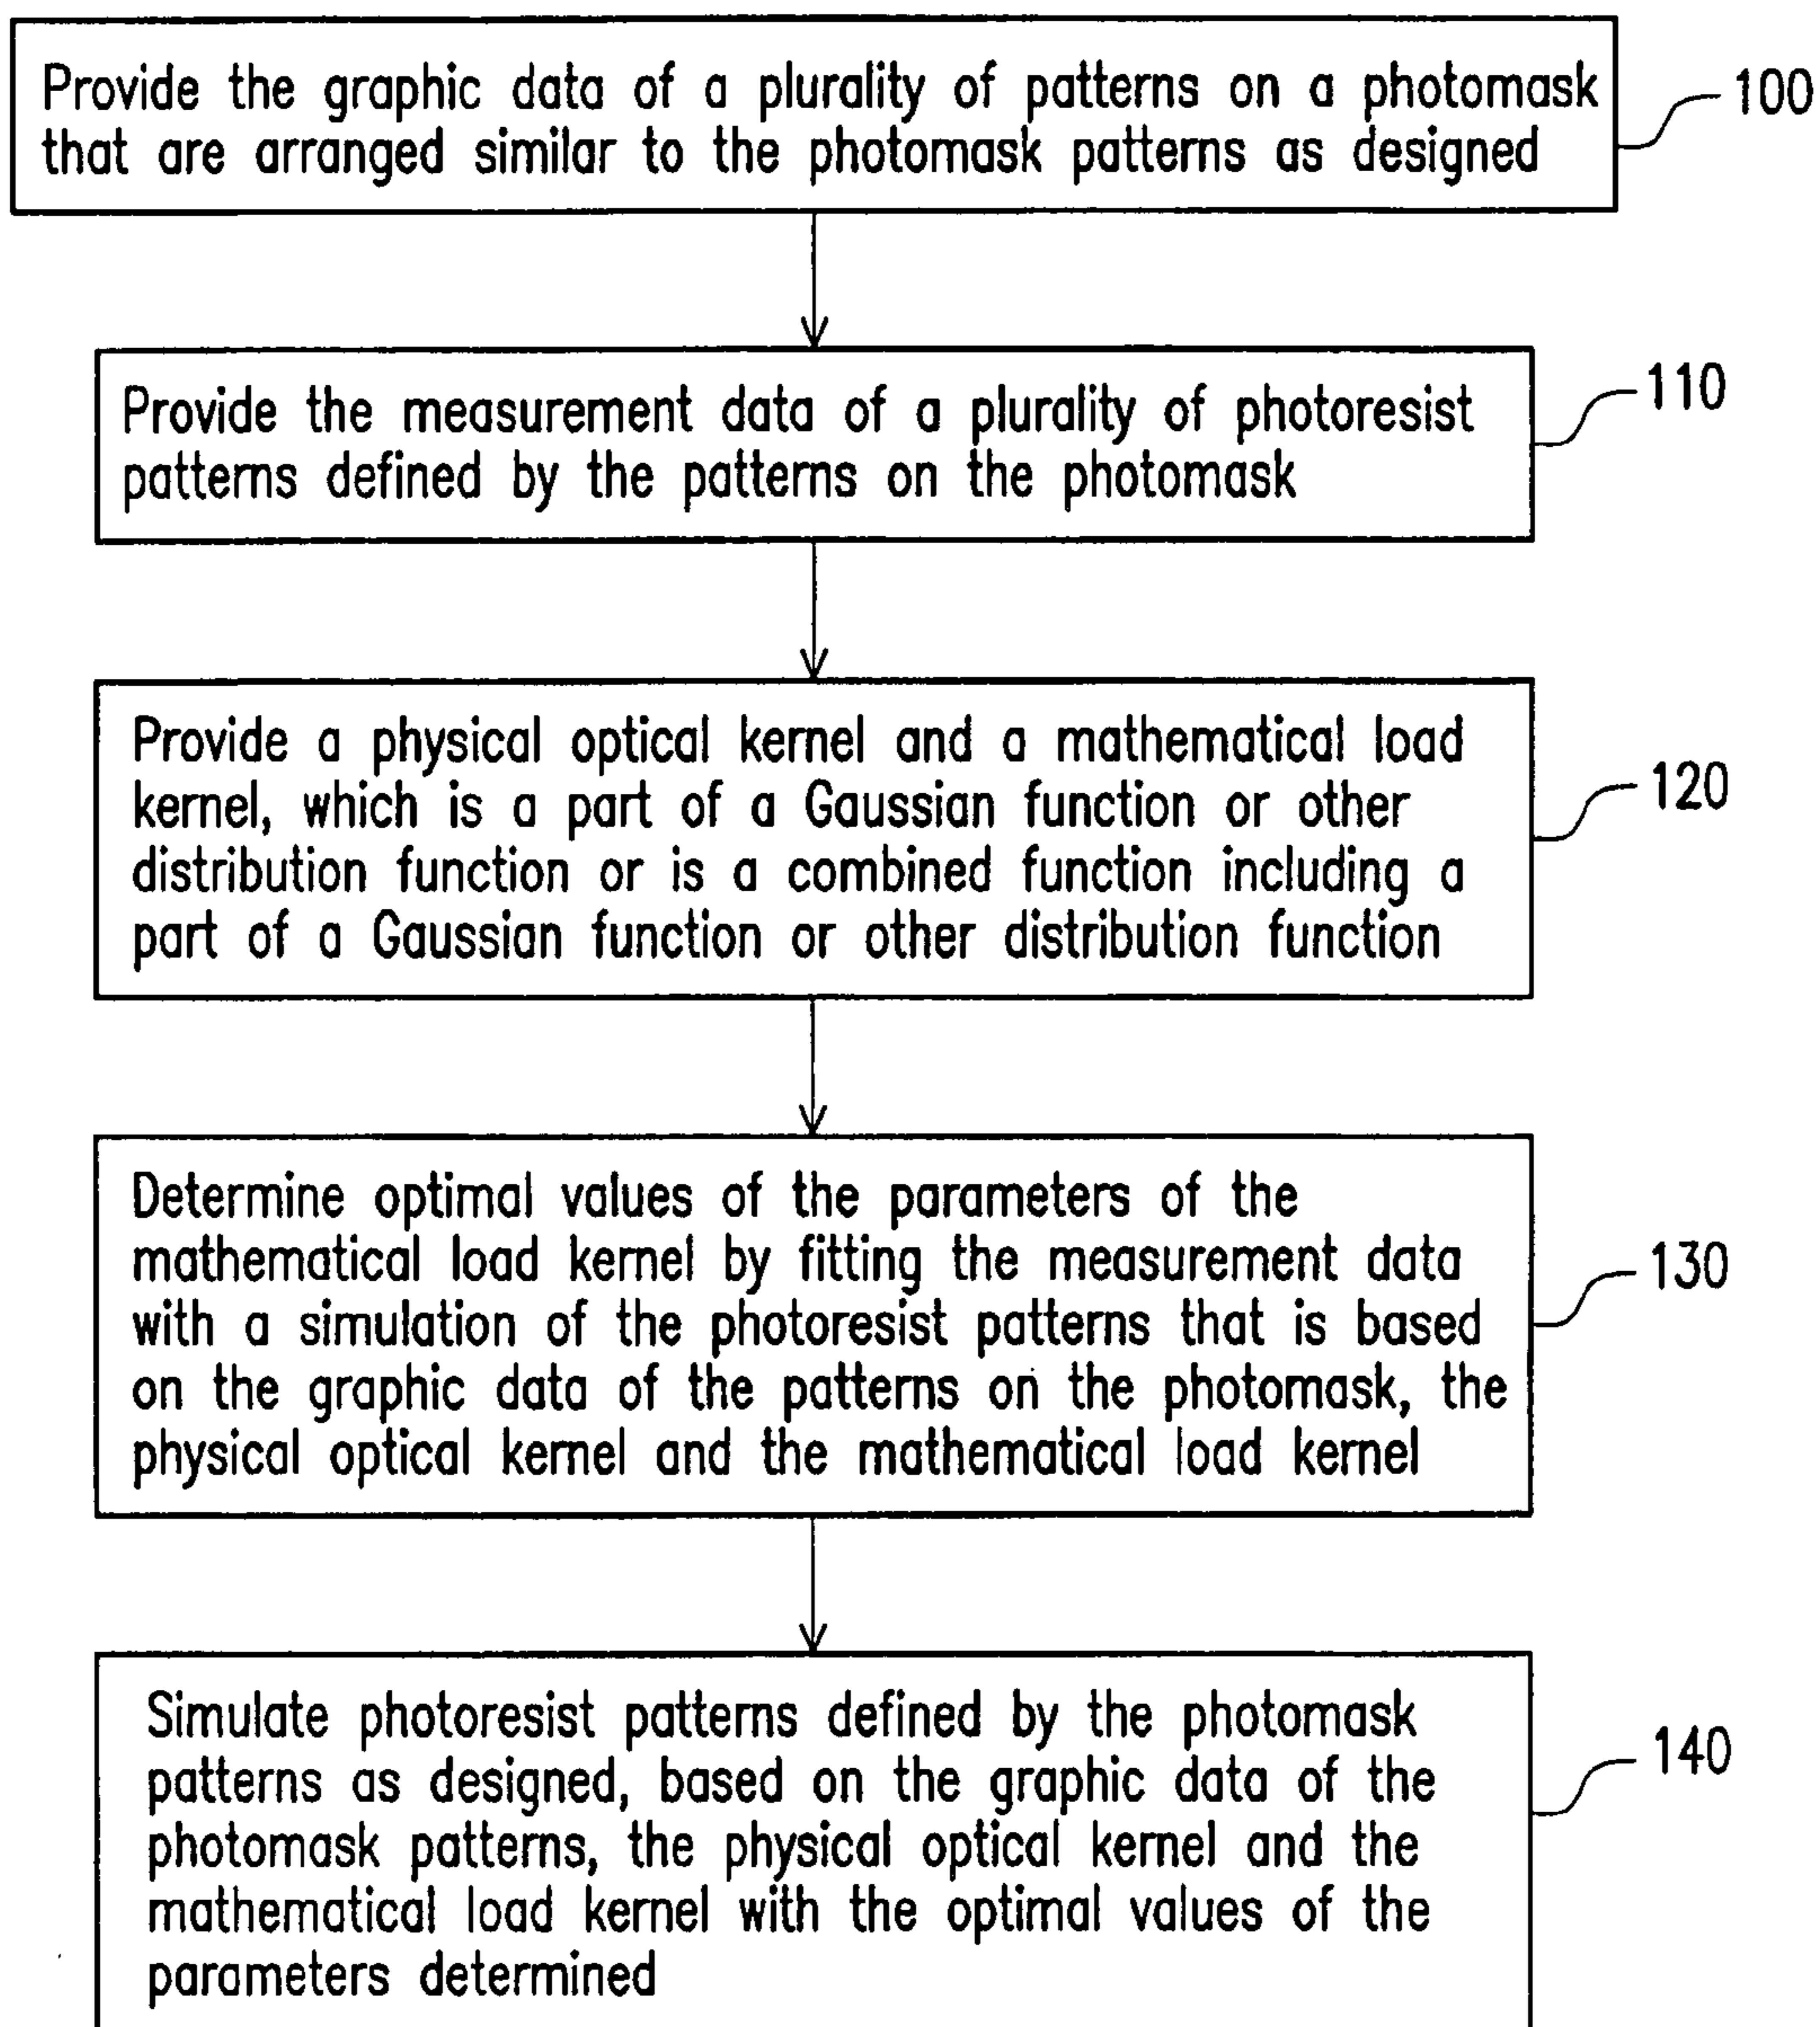 Provide the graphic data of a plurality of patterns on a photomask
that are arranged similar to the photomask patterns as designed
100
Provide the measurement data of a plurality of photoresist
patterns defined by the patterns on the photomask
110
Provide a physical optical kernel and a mathematical load
kernel, which is a part of a Gaussian function or other
distribution function or is a combined function including a
part of a Gaussian function or other distribution function
120
Determine optimal values of the parameters of the
mathematical load kernel by fitting the measurement data
with a simulation of the photoresist patterns that is based
on the graphic data of the patterns on the photomask, the
physical optical kernel and the mathematical load kernel
130
Simulate photoresist patterns defined by the photomask
patterns as designed, based on the graphic data of the
photomask patterns, the physical optical kernel and the
mathematical load kernel with the optimal values of the
parameters determined
140